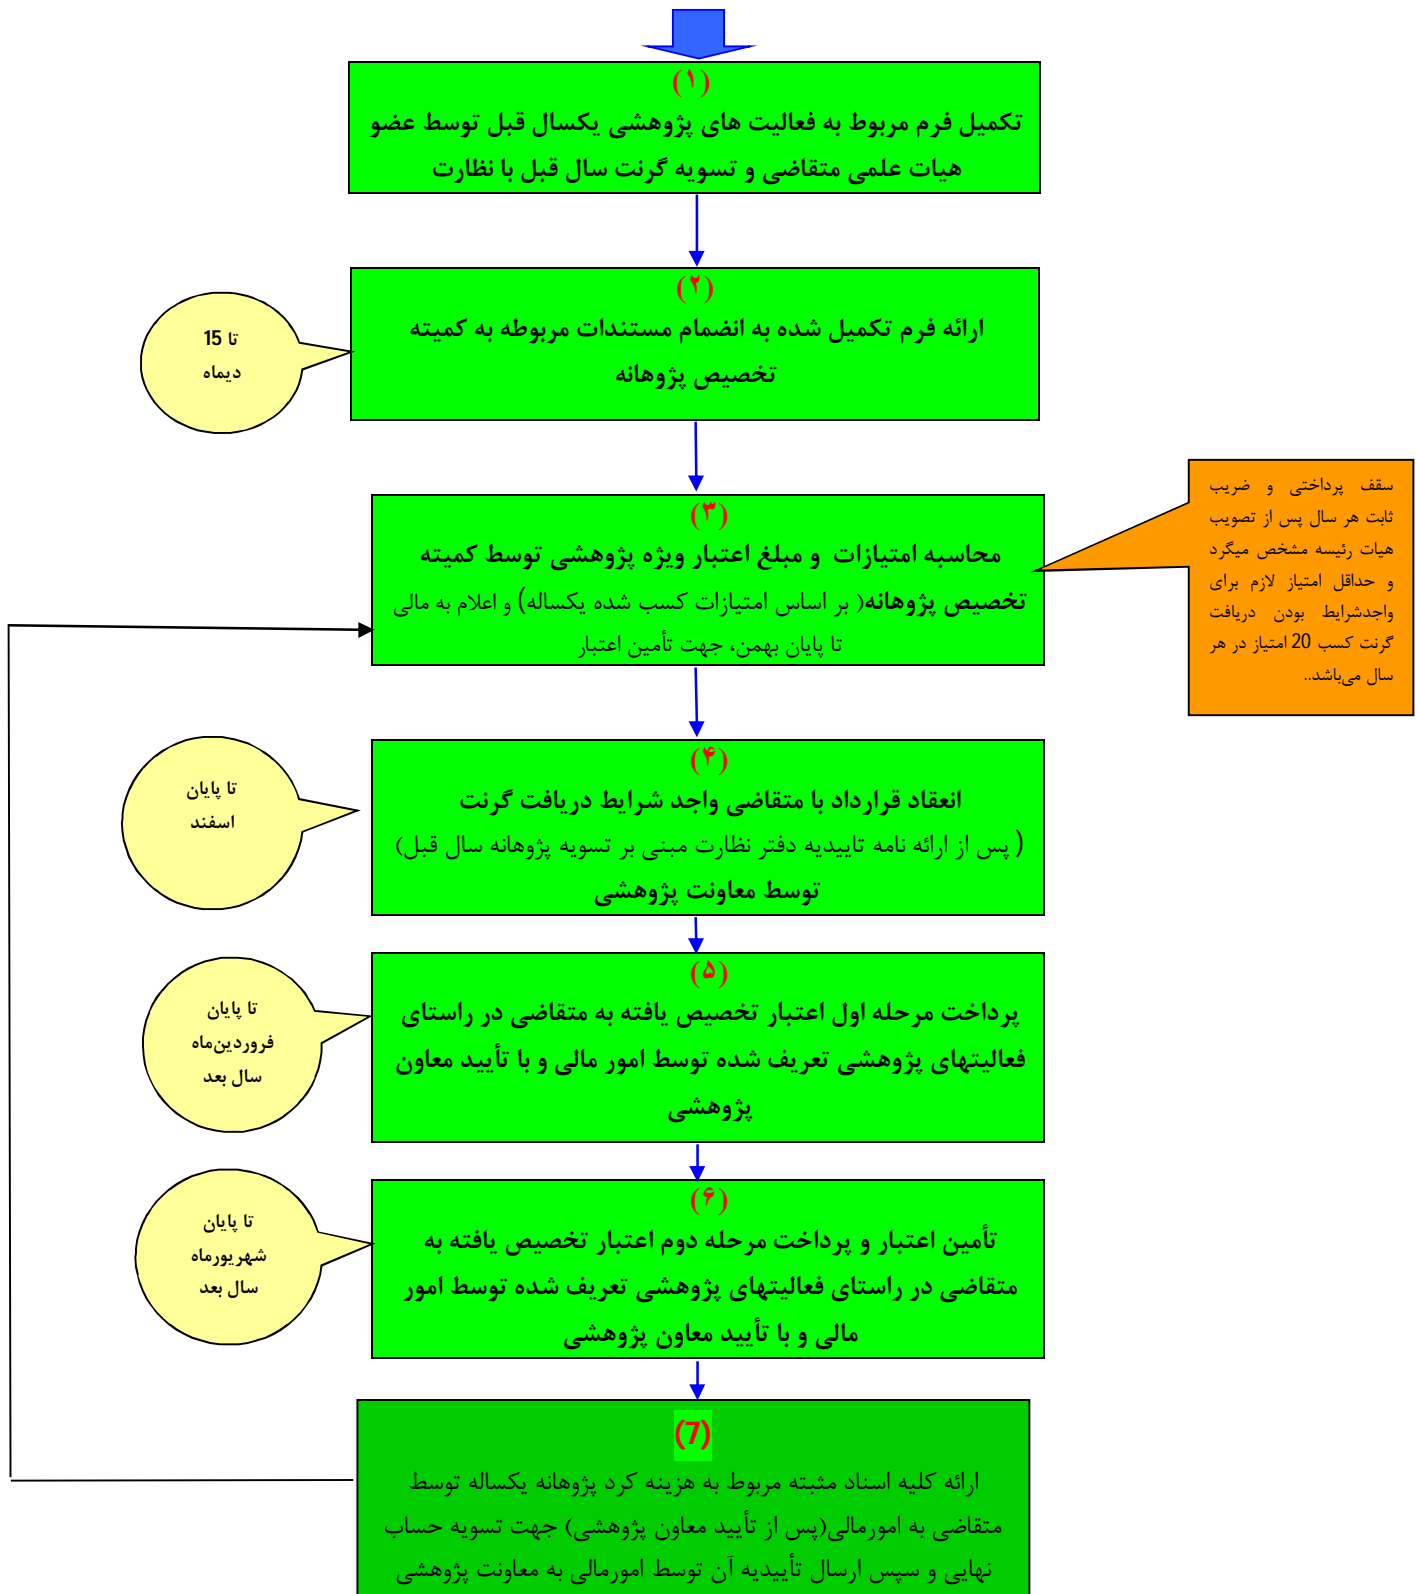 (۱)
تکمیل فرم مربوط به فعالیت های پژوهشی یکسال قبل توسط عضو
هیات علمی متقاضی و تسویه گرنت سال قبل با نظارت
(۲)
ارائه فرم تکمیل شده به انضمام مستندات مربوطه به کمیته
تخصیص پژوهانه
تا 15
دیماه
(۳)
محاسبه امتیازات و مبلغ اعتبار ویژه پژوهشی توسط کمیته
تخصیص پژوهانه( بر اساس امتیازات کسب شده یکساله) و اعلام به مالی
تا پایان بهمن، جهت تأمین اعتبار
سقف پرداختی و ضریب
ثابت هر سال پس از تصویب
هیات رئیسه مشخص میگرد
و حداقل امتیاز لازم برای
واجدشرایط بودن دریافت
گرنت کسب 20 امتیاز در هر
سال می‌باشد..
(۴)
انعقاد قرارداد با متقاضی واجد شرایط دریافت گرنت
( پس از ارائه نامه تاییدیه دفتر نظارت مبنی بر تسویه پژوهانه سال قبل)
توسط معاونت پژوهشی
تا پایان
اسفند
(۵)
پرداخت مرحله اول اعتبار تخصیص یافته به متقاضی در راستای
فعالیتهای پژوهشی تعریف شده توسط امور مالی و با تأیید معاون
پژوهشی
تا پایان
فروردین‌ماه
سال بعد
(۶)
تأمین اعتبار و پرداخت مرحله دوم اعتبار تخصیص یافته به
متقاضی در راستای فعالیتهای پژوهشی تعریف شده توسط امور
مالی و با تأیید معاون پژوهشی
تا پایان
شهریورماه
سال بعد
(7)
ارائه کلیه اسناد مثبته مربوط به هزینه کرد پژوهانه یکساله توسط
متقاضی به امورمالی(پس از تأیید معاون پژوهشی) جهت تسویه حساب
نهایی و سپس ارسال تأییدیه آن توسط امورمالی به معاونت پژوهشی